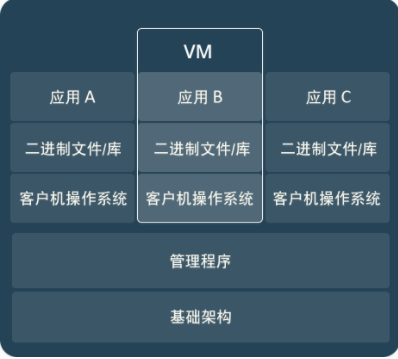 VM
应用 A 应用 B 应用 C
二进制文件/库 二进制文件/库 二进制文件/库
客户机操作系统 客户机操作系统 客户机操作系统
管理程序
基础架构